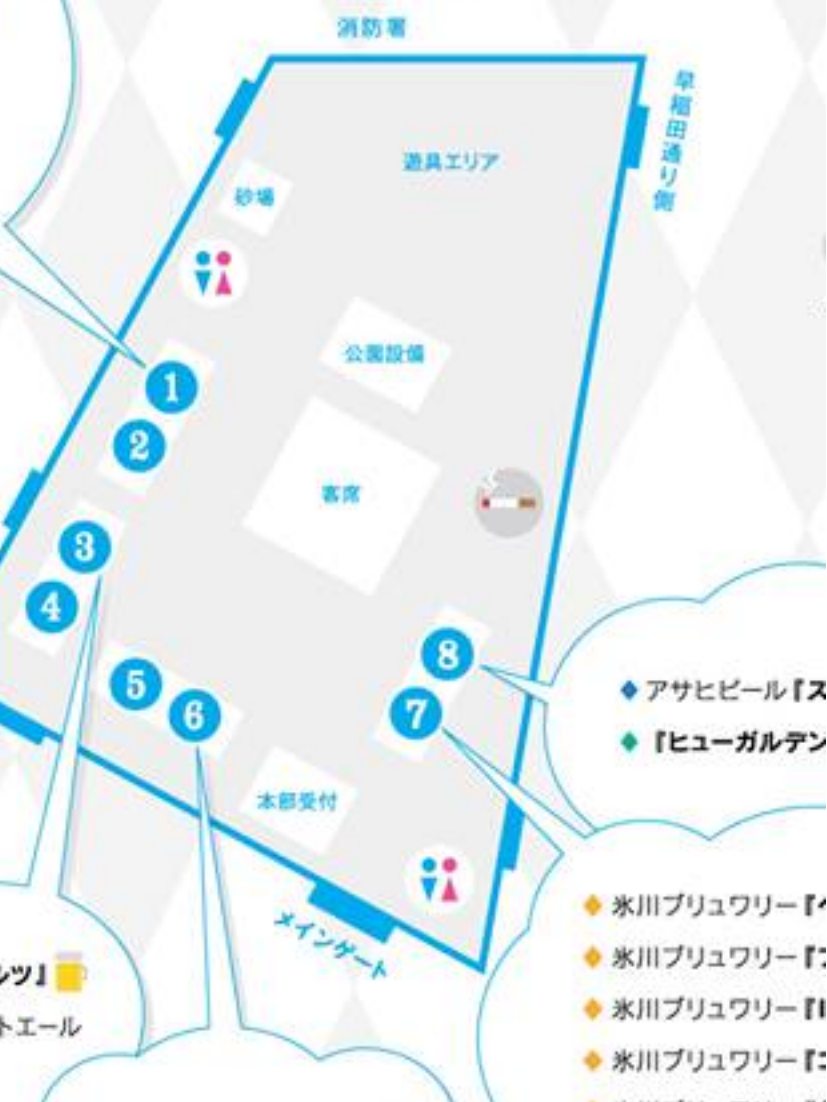 消防署
早稲田通り側
遊具エリア
砂場
公園設備
1
2
客席
3
4
5
6
8
7
アサヒビール『ス
『ヒューガルデン
本部受付
メインゲート
氷川ブリュワリー
氷川ブリュワリー『フ
氷川ブリュワリー
氷川ブリュワリー『コ
ルツ』
トエール